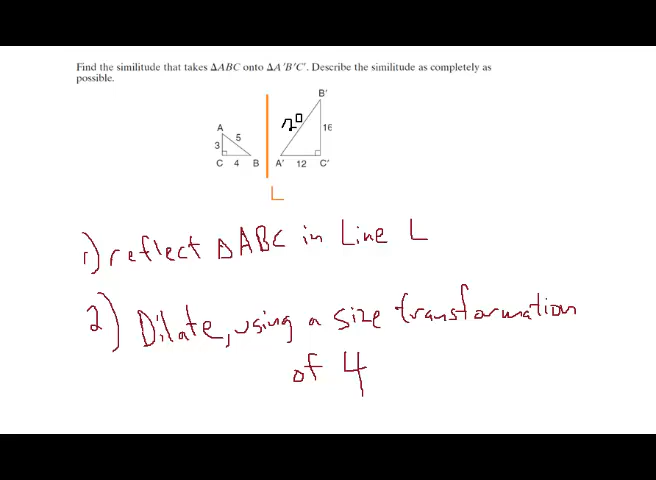 Find the similitude that takes ΔABC onto ΔA′B′C′. Describe the similitude as completely as
possible.
B′
20
A
16
5
3
C 4 B A′ 12 C′
L
1) reflect ΔABC in Line L
2) Dilate, using a size transformation
of 4